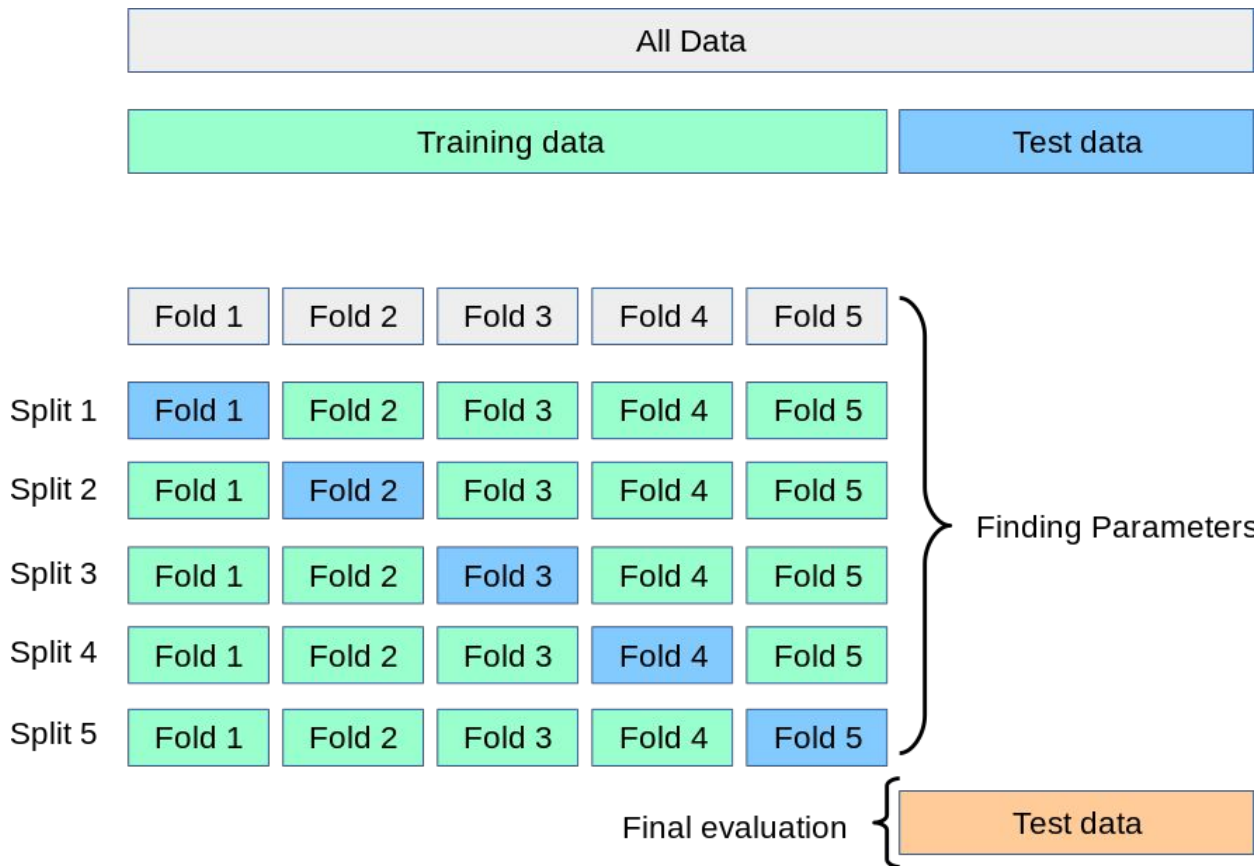 All Data
Training data Test data
Fold 1 Fold 2 Fold 3 Fold 4 Fold 5
Split 1 Fold 1 Fold 2 Fold 3 Fold 4 Fold 5
Split 2 Fold 1 Fold 2 Fold 3 Fold 4 Fold 5
Finding Parameters
Split 3 Fold 1 Fold 2 Fold 3 Fold 4 Fold 5
Split 4 Fold 1 Fold 2 Fold 3 Fold 4 Fold 5
Split 5 Fold 1 Fold 2 Fold 3 Fold 4 Fold 5
Final evaluation Test data